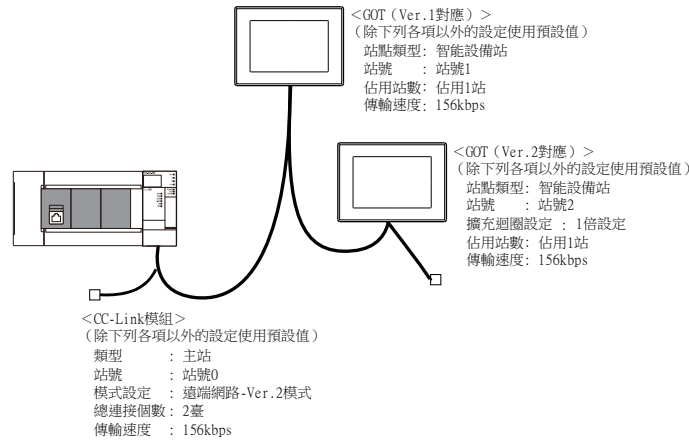 <GOT（Ver.1對應）>
（除下列各項以外的設定使用預設值）
站點類型: 智能設備站
站號 : 站號1
佔用站數: 佔用1站
傳輸速度: 156kbps
<GOT（Ver.2對應）>
（除下列各項以外的設定使用預設值）
站點類型: 智能設備站
站號 : 站號2
擴充迴圈設定 : 1倍設定
佔用站數: 佔用1站
傳輸速度: 156kbps
<CC-Link模組>
（除下列各項以外的設定使用預設值）
類型 : 主站
站號 : 站號0
模式設定 : 遠端網路-Ver.2模式
總連接個數 : 2臺
傳輸速度 : 156kbps